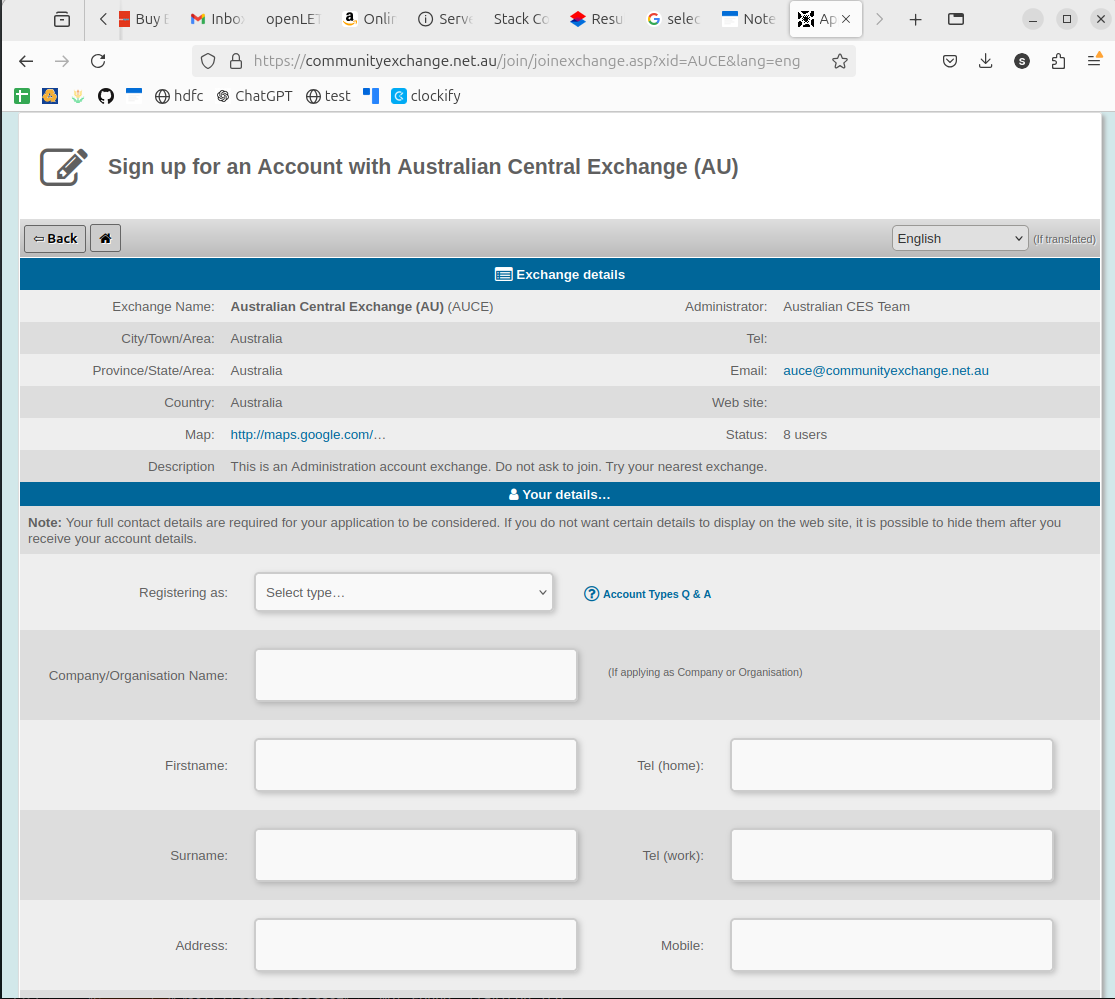 Buy
Inbo
openLET
Onlin
Serve
Stack Co
Resu
selec
Note
Ap
https://communityexchange.net.au/join/joinexchange.asp?xid=AUCE&lang=eng
S
hdfc
ChatGPT
test
clockify
Sign up for an Account with Australian Central Exchange (AU)
⇦ Back
English
(If translated)
Exchange details
Exchange Name: Australian Central Exchange (AU) (AUCE) Administrator: Australian CES Team
City/Town/Area: Australia Tel:
Province/State/Area: Australia Email: auce@communityexchange.net.au
Country: Australia Web site:
Map: http://maps.google.com/… Status: 8 users
Description This is an Administration account exchange. Do not ask to join. Try your nearest exchange.
Your details…
Note: Your full contact details are required for your application to be considered. If you do not want certain details to display on the web site, it is possible to hide them after you
receive your account details.
Registering as: Select type… Account Types Q & A
Company/Organisation Name: (If applying as Company or Organisation)
Firstname: Tel (home):
Surname: Tel (work):
Address: Mobile: